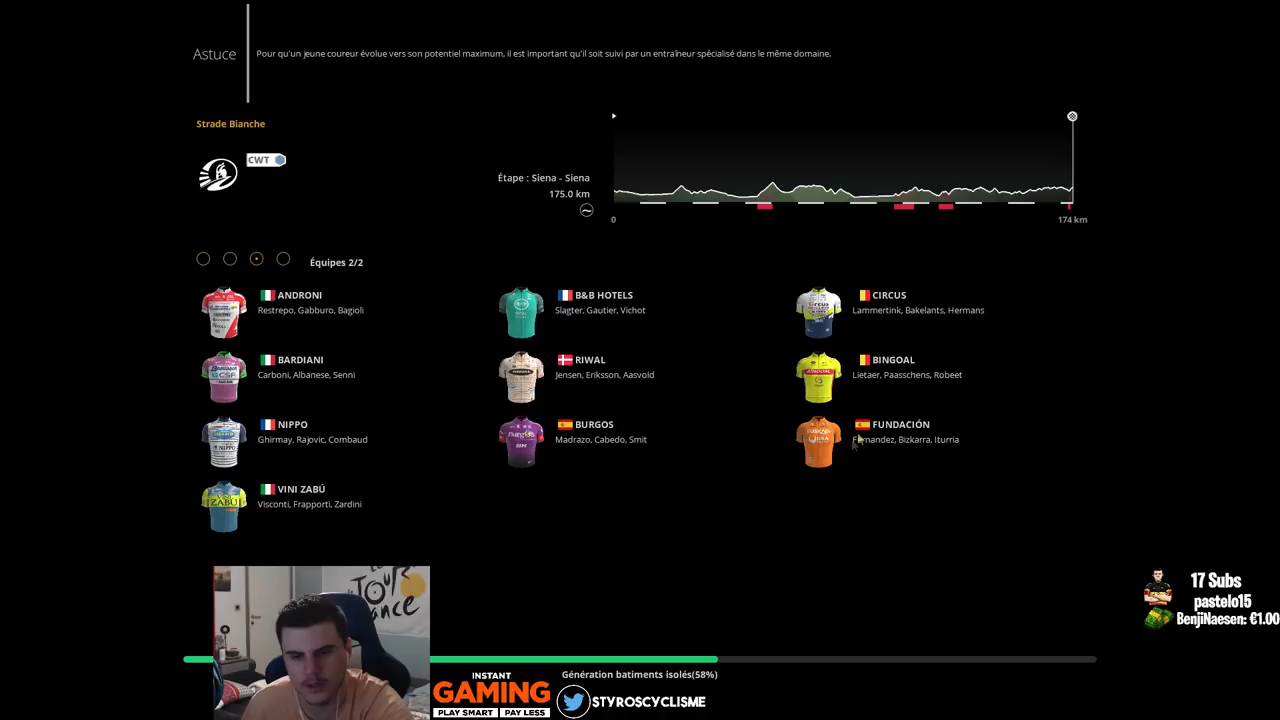 Astuce
Pour qu'un jeune coureur évolue vers son potentiel maximum, il est important qu'il soit suivi par un entraîneur spécialisé dans le même domaine.
Strade Bianche
CWT
Étape : Siena - Siena
175.0 km
0
174 km
Équipes 2/2
ANDRONI
Restrepo, Gabburo, Bagioli
B&B HOTELS
Slagter, Gautier, Vichot
CIRCUS
Lammertink, Bakelants, Hermans
BARDIANI
Carboni, Albanese, Senni
RIWAL
Jensen, Eriksson, Aasvold
BINGOAL
Lietaer, Paasschens, Robeet
NIPPO
Ghirmay, Rajovic, Combaud
BURGOS
Madrazo, Cabedo, Smit
FUNDACIÓN
Fernandez, Bizkarra, Iturria
VINI ZABÚ
Visconti, Frapporti, Zardini
17 Subs
pastelo15
BenjiNaesen: €1.00
Génération batiments isolés(58%)
INSTANT
GAMING
PLAY SMART PAY LESS
STYROSCYCLISME